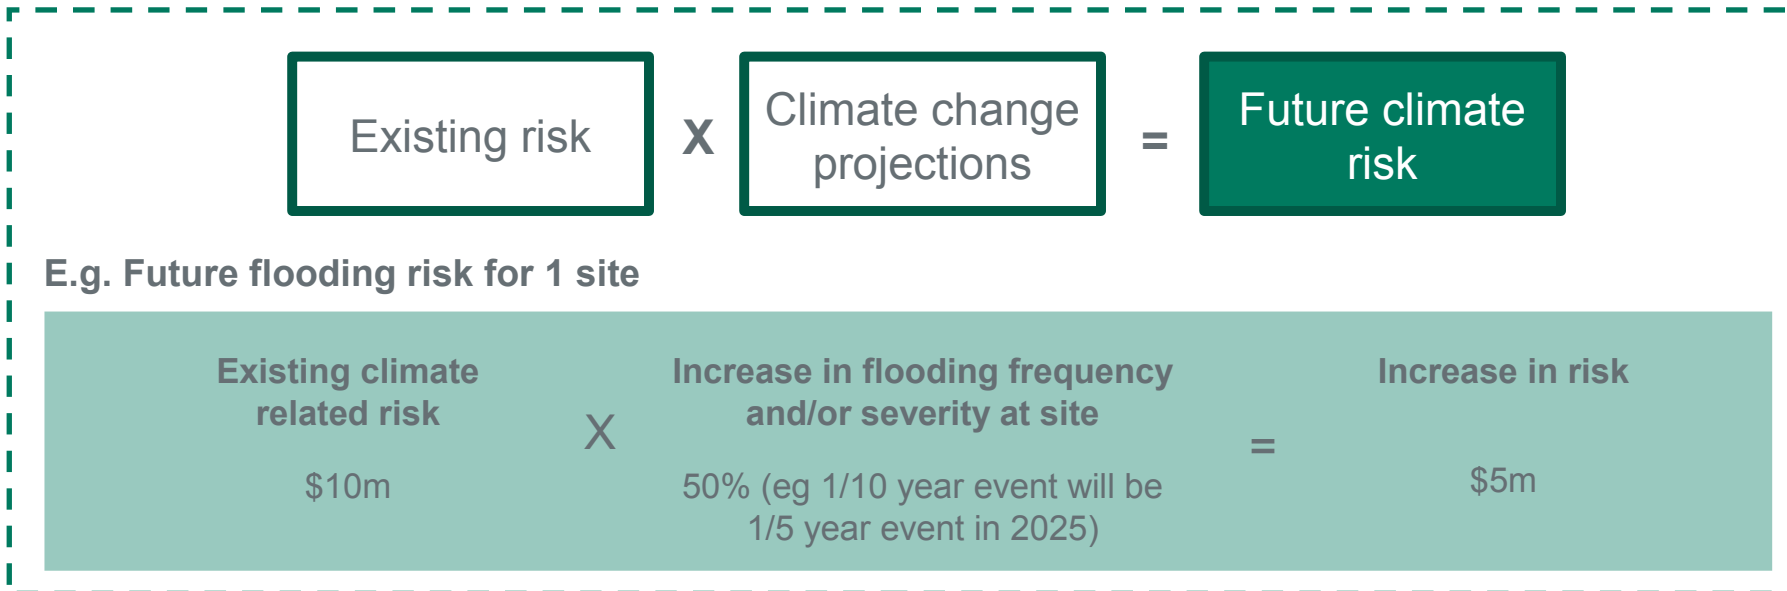 Existing risk
X
Climate change
projections
=
Future climate
risk
E.g. Future flooding risk for 1 site
Existing climate
related risk
$10m
X
Increase in flooding frequency
and/or severity at site
50% (eg 1/10 year event will be
1/5 year event in 2025)
=
Increase in risk
$5m